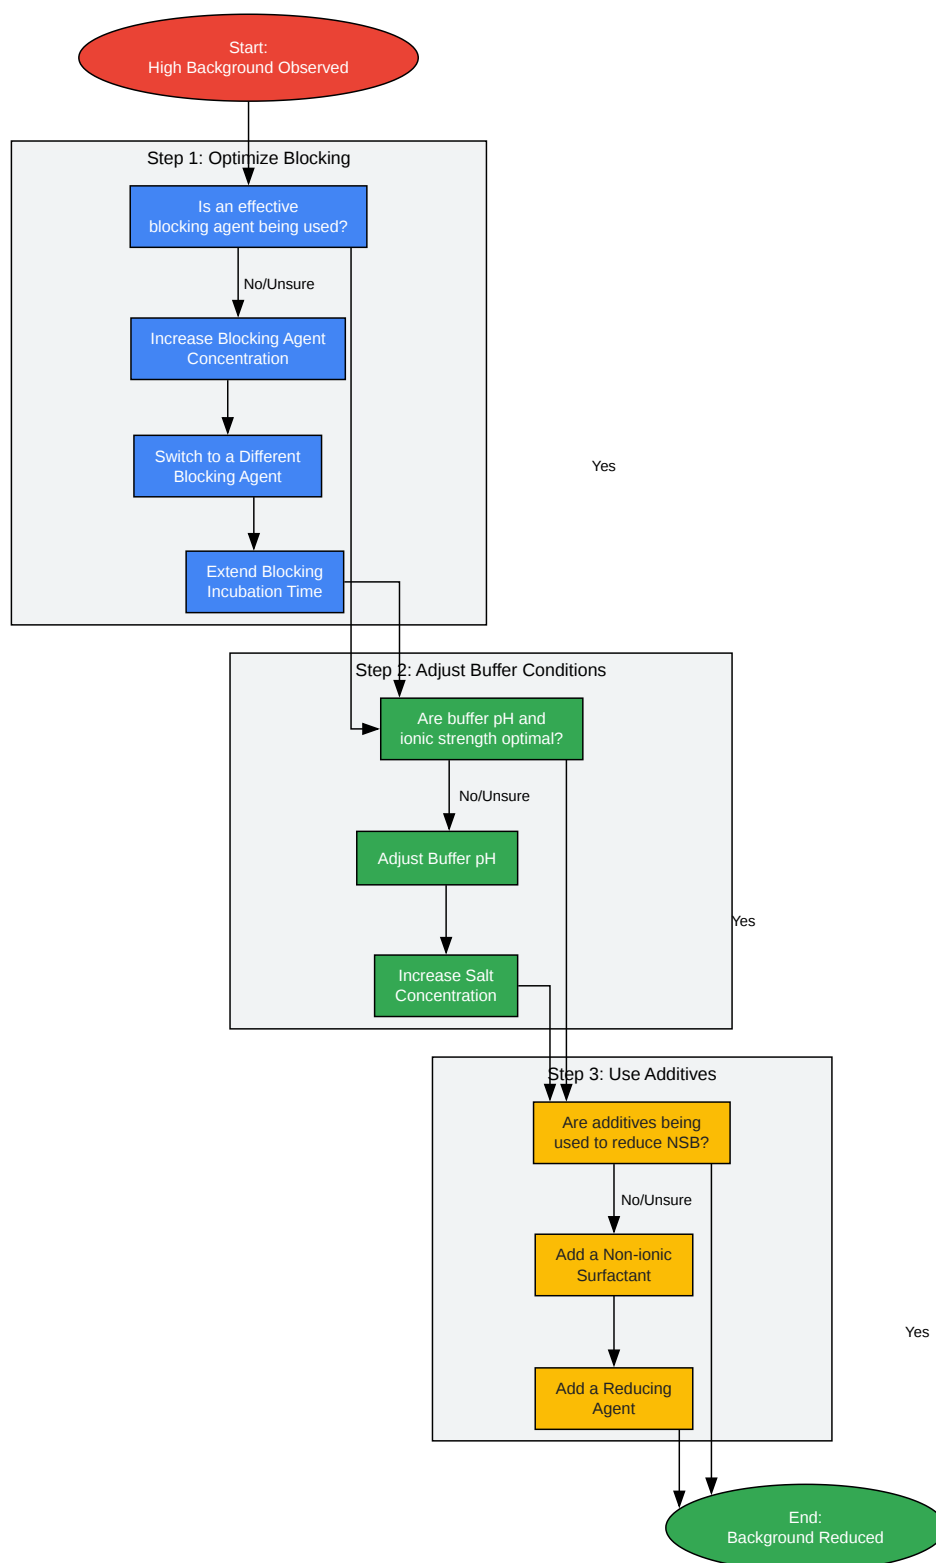 Start:
High Background Observed
Step 1: Optimize Blocking
Is an effective
blocking agent being used?
No/Unsure
Increase Blocking Agent
Concentration
Switch to a Different
Blocking Agent
Yes
Extend Blocking
Incubation Time
Step 2: Adjust Buffer Conditions
Are buffer pH and
ionic strength optimal?
No/Unsure
Adjust Buffer pH
Yes
Increase Salt
Concentration
Step 3: Use Additives
Are additives being
used to reduce NSB?
No/Unsure
Add a Non-ionic
Surfactant
Yes
Add a Reducing
Agent
End:
Background Reduced